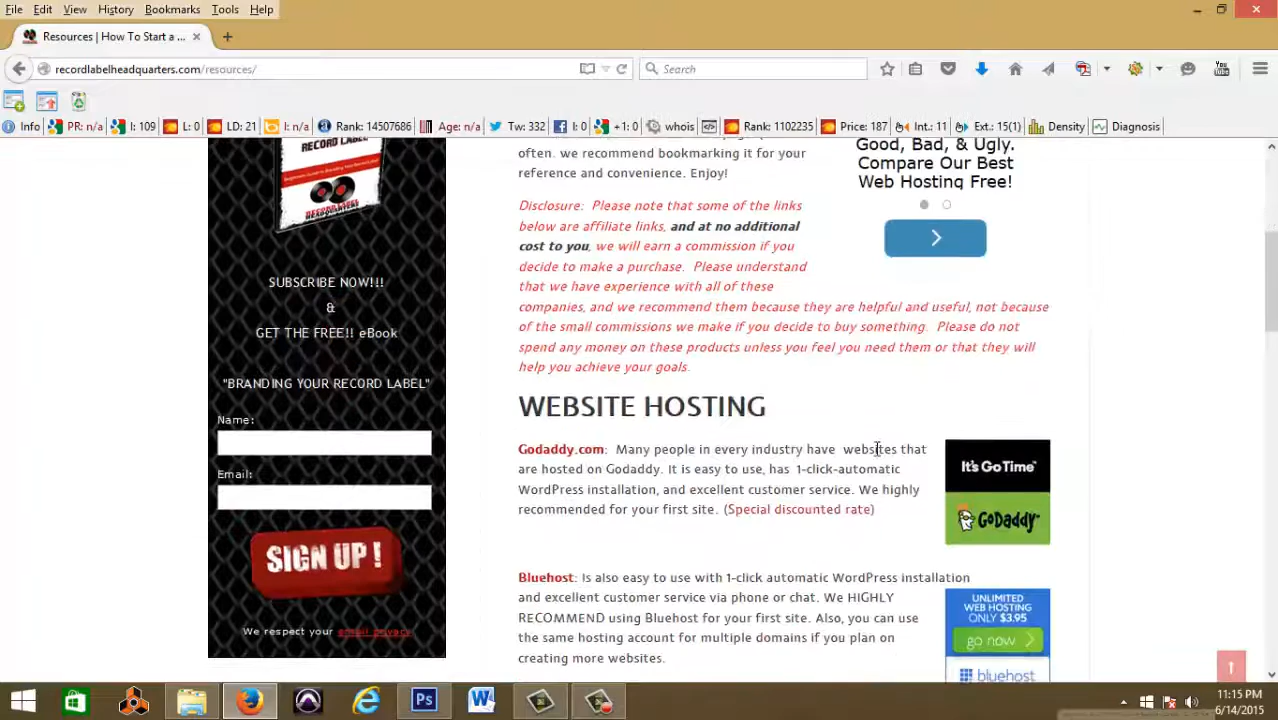 File Edit View History Bookmarks Tools Help
Resources | How To Start a ...
recordlabelheadquarters.com/resources/
Search
You
Info PR: n/a I: 109 L: 0 LD: 21 I: n/a Rank: 14507686 Age: n/a Tw: 332 l: 0 +1: 0 whois Rank: 1102235 Price: 187 Int.: 11 Ext.: 15(1) Density Diagnosis
RECORD LABEL
RECORD LABEL
HEADQUARTERS
SUBSCRIBE NOW!!!
&
GET THE FREE!! eBook
"BRANDING YOUR RECORD LABEL"
Name:
Email:
SIGN UP !
We respect your email privacy
often. we recommend bookmarking it for your
reference and convenience. Enjoy!
Good, Bad, & Ugly.
Compare Our Best
Web Hosting Free!
Disclosure: Please note that some of the links
below are affiliate links, and at no additional
cost to you, we will earn a commission if you
decide to make a purchase. Please understand
that we have experience with all of these
companies, and we recommend them because they are helpful and useful, not because
of the small commissions we make if you decide to buy something. Please do not
spend any money on these products unless you feel you need them or that they will
help you achieve your goals.
WEBSITE HOSTING
Godaddy.com: Many people in every industry have websites that
are hosted on Godaddy. It is easy to use, has 1-click-automatic
WordPress installation, and excellent customer service. We highly
recommended for your first site. (Special discounted rate)
It's Go Time™
GoDaddy™
Bluehost: Is also easy to use with 1-click automatic WordPress installation
and excellent customer service via phone or chat. We HIGHLY
RECOMMEND using Bluehost for your first site. Also, you can use
the same hosting account for multiple domains if you plan on
creating more websites.
UNLIMITED
WEB HOSTING
ONLY $3.95
go now
bluehost
Ps W
11:15 PM
6/14/2015